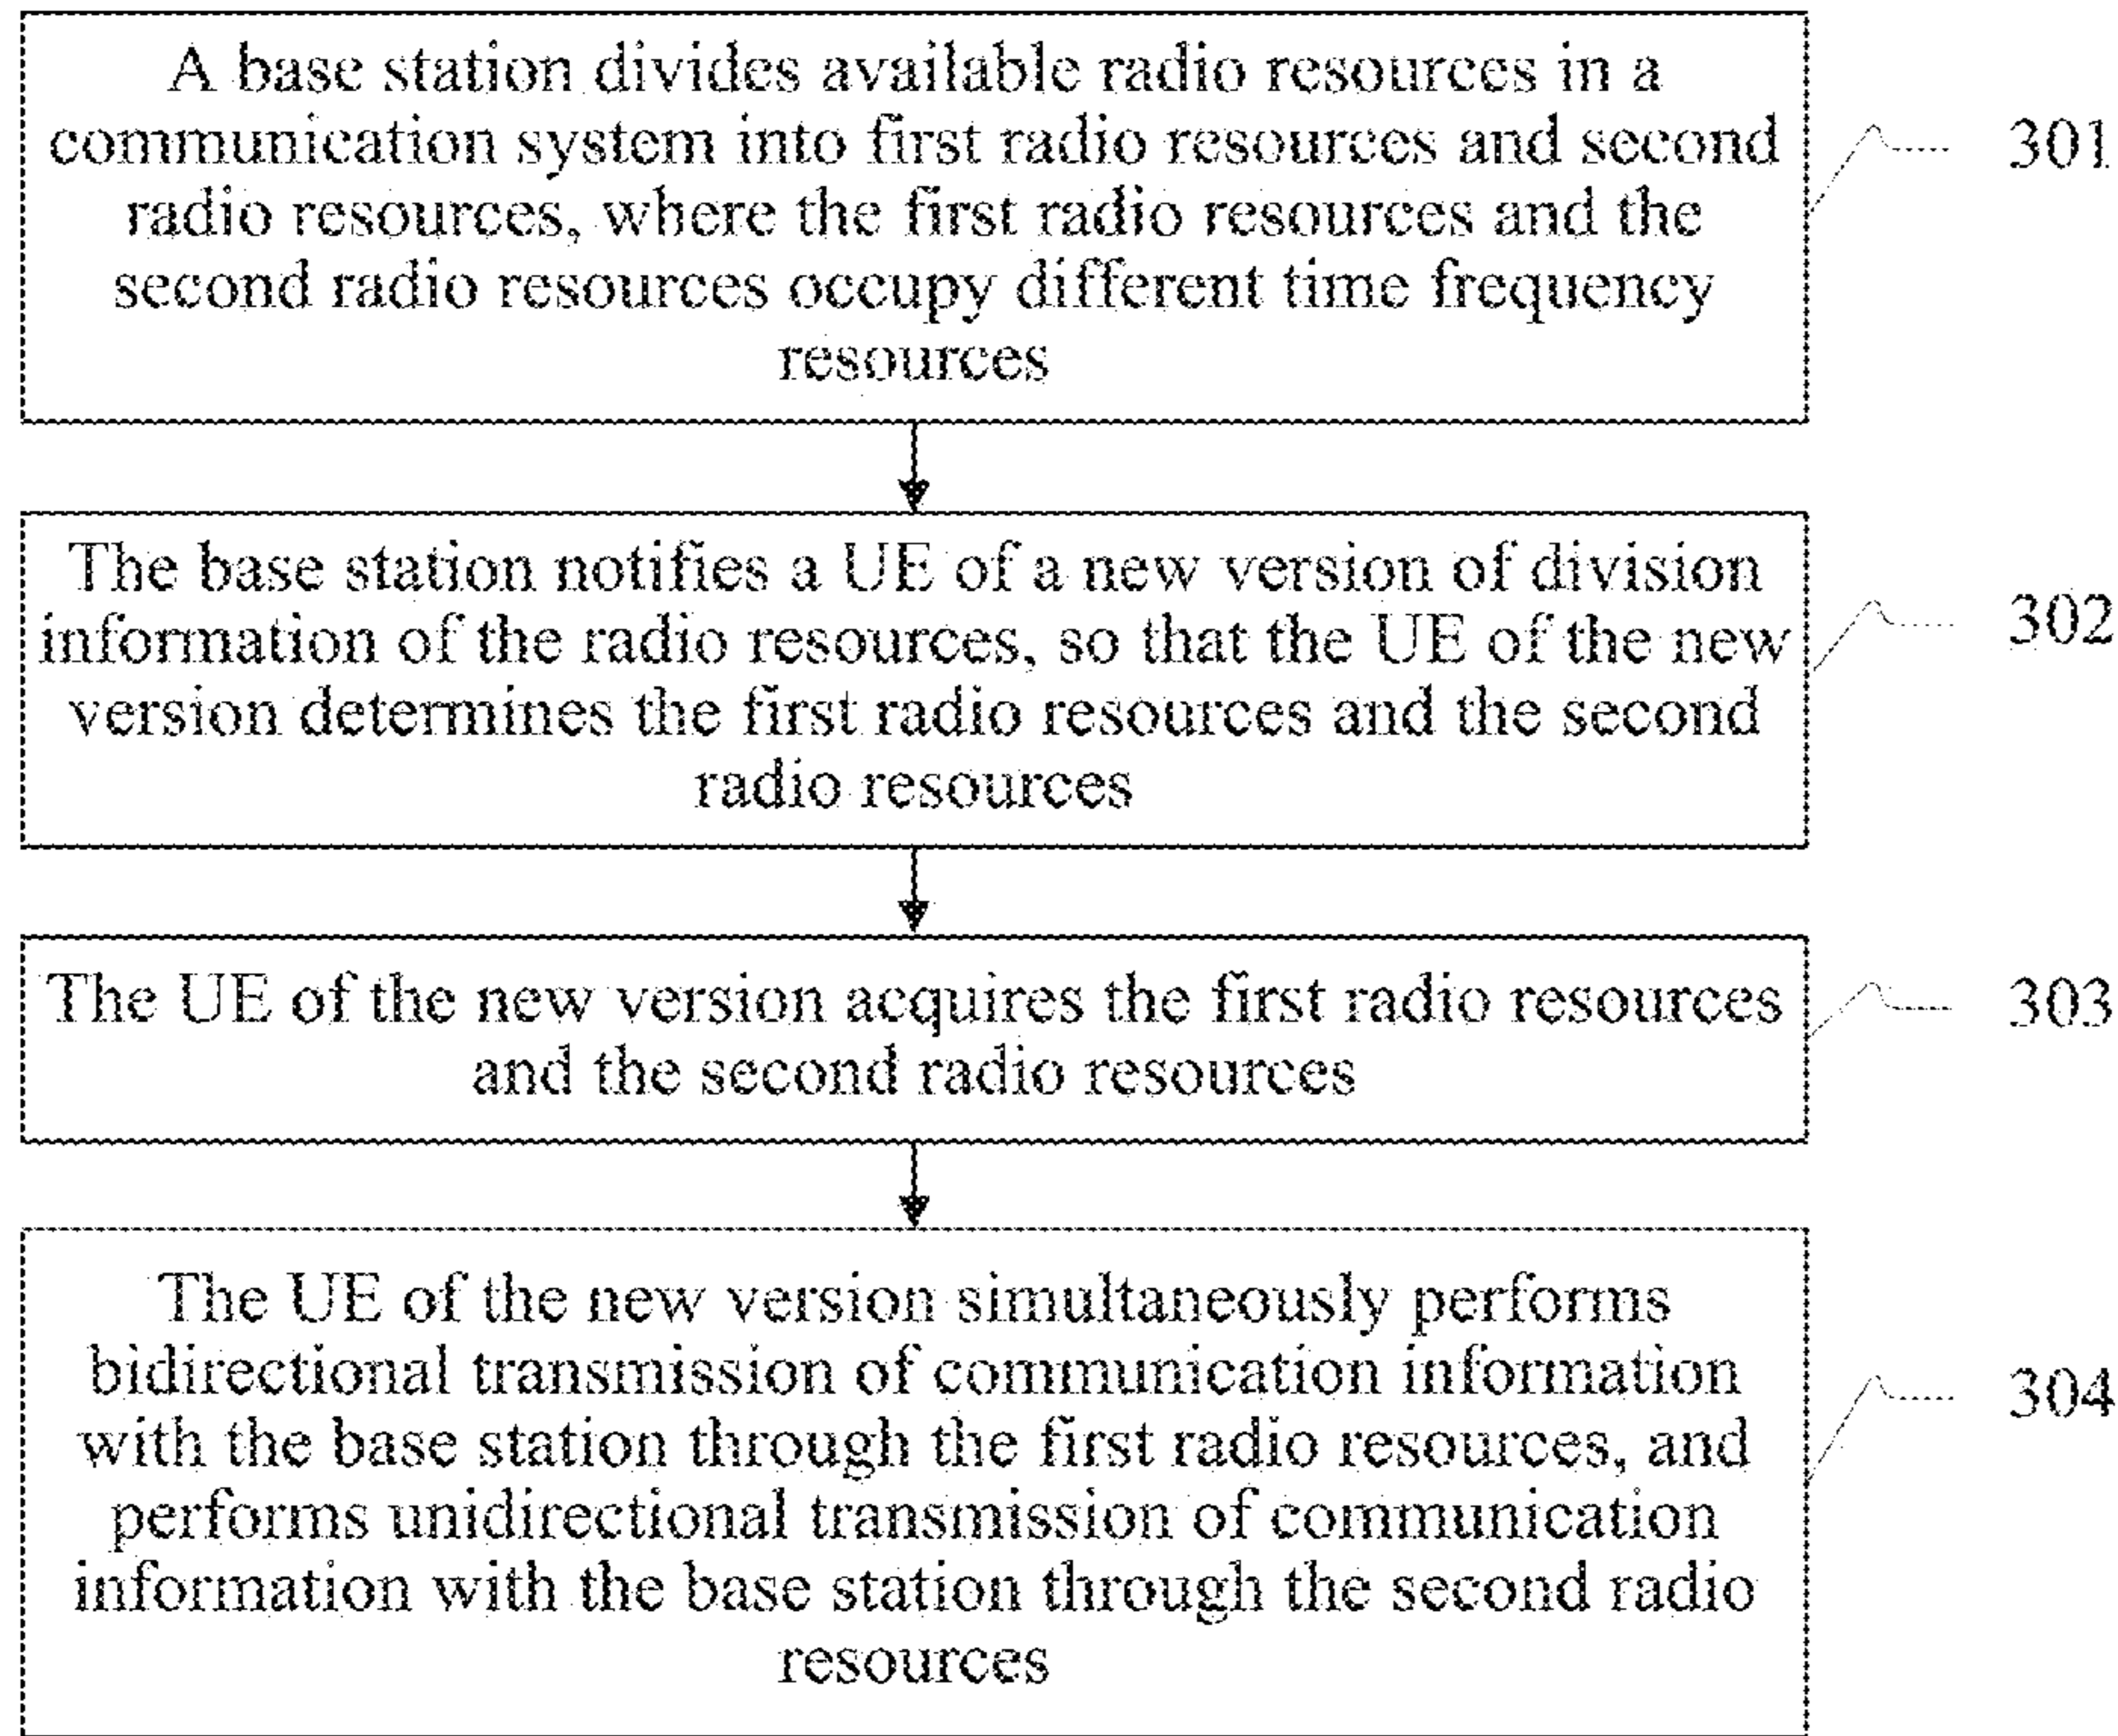 A base station divides available radio resources in a
communication system into first radio resources and second
radio resources, where the first radio resources and the
second radio resources occupy different time frequency
resources
301
The base station notifies a UE of a new version of division
information of the radio resources, so that the UE of the new
version determines the first radio resources and the second
radio resources
302
The UE of the new version acquires the first radio resources
and the second radio resources
303
The UE of the new version simultaneously performs
bidirectional transmission of communication information
with the base station through the first radio resources, and
performs unidirectional transmission of communication
information with the base station through the second radio
resources
304